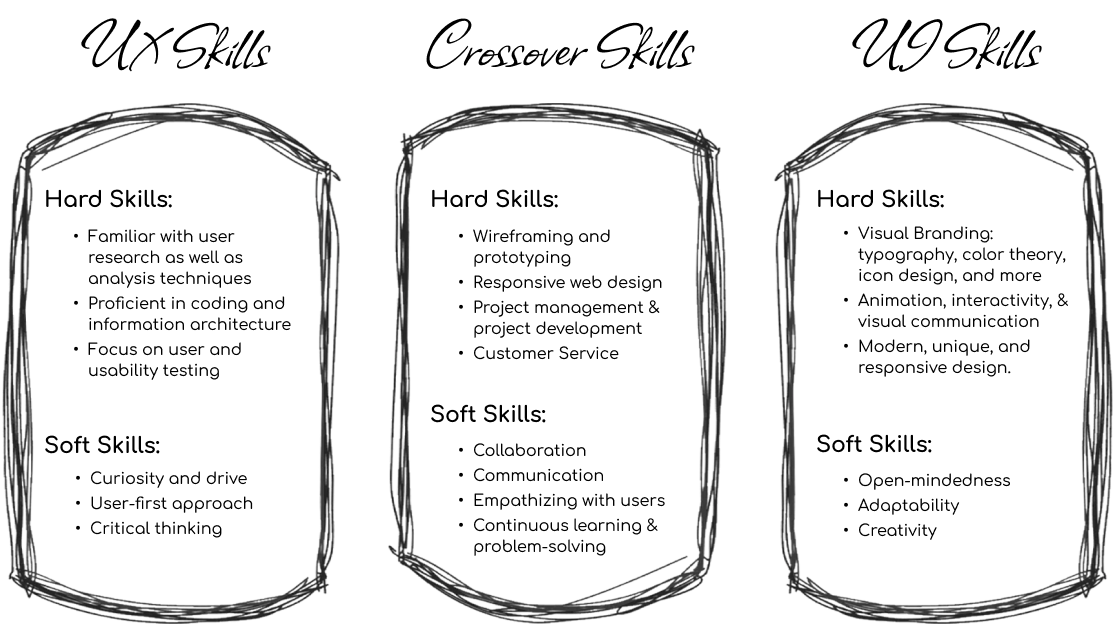 UX Skills
Hard Skills:
• Familiar with user
research as well as
analysis techniques
• Proficient in coding and
information architecture
• Focus on user and
usability testing
Soft Skills:
• Curiosity and drive
• User-first approach
• Critical thinking
Crossover Skills
Hard Skills:
• Wireframing and
prototyping
• Responsive web design
• Project management &
project development
• Customer Service
Soft Skills:
• Collaboration
• Communication
• Empathizing with users
• Continuous learning &
problem-solving
UI Skills
Hard Skills:
• Visual Branding:
typography, color theory,
icon design, and more
• Animation, interactivity, &
visual communication
• Modern, unique, and
responsive design.
Soft Skills:
• Open-mindedness
• Adaptability
• Creativity